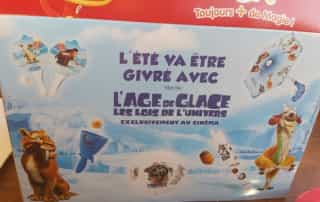 Toujours + de Magie!
L'ÉTÉ VA ÊTRE
GIVRÉ AVEC
L'AGE DE GLACE
LES LOIS DE L'UNIVERS
EXCLUSIVEMENT AU CINÉMA